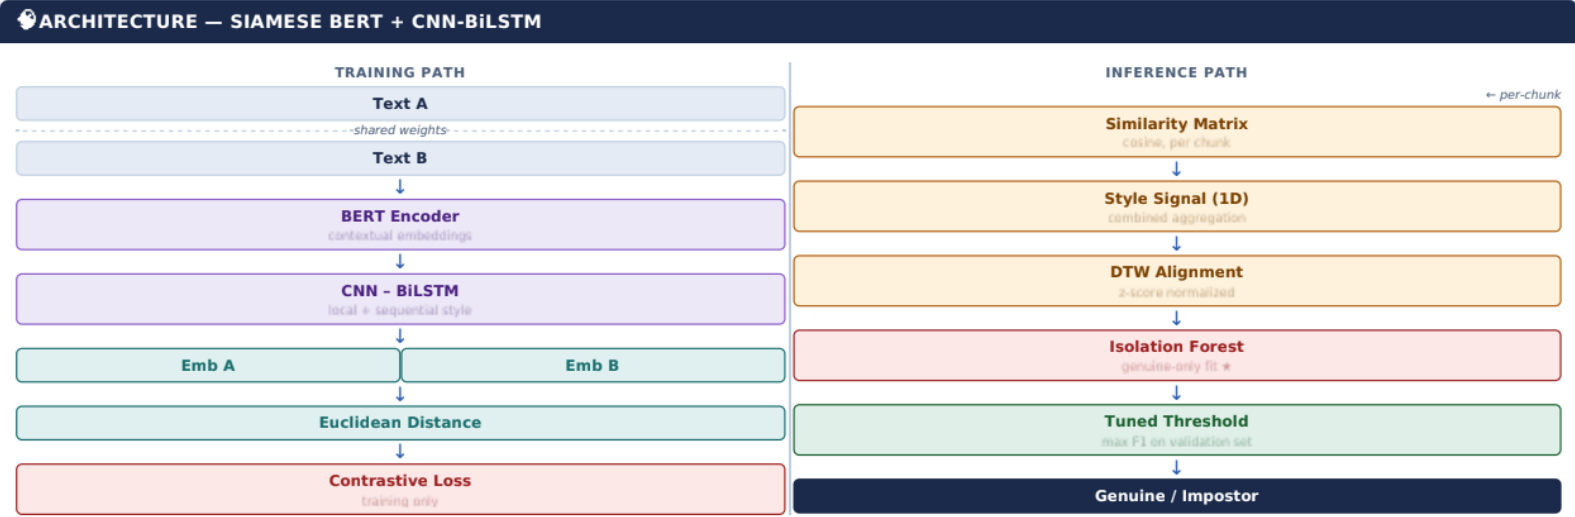 ARCHITECTURE — SIAMESE BERT + CNN-BiLSTM
TRAINING PATH
Text A
shared weights
Text B
↓
BERT Encoder
contextual embeddings
↓
CNN – BiLSTM
local + sequential style
↓
Emb A
Emb B
↓
Euclidean Distance
↓
Contrastive Loss
training only
INFERENCE PATH
← per-chunk
Similarity Matrix
cosine, per chunk
↓
Style Signal (1D)
combined aggregation
↓
DTW Alignment
z-score normalized
↓
Isolation Forest
genuine-only fit ★
↓
Tuned Threshold
max F1 on validation set
↓
Genuine / Impostor